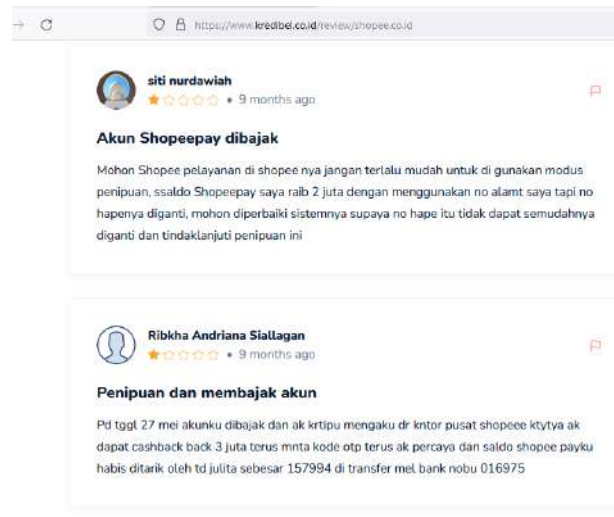 https://www.kredibel.co.id/review/shopee.co.id
siti nurdawiah
• 9 months ago
Akun Shopeepay dibajak
Mohon Shopee pelayanan di shopee nya jangan terlalu mudah untuk di gunakan modus
penipuan, ssaldo Shopeepay saya raib 2 juta dengan menggunakan no alamt saya tapi no
hapenya diganti, mohon diperbaiki sistemnya supaya no hape itu tidak dapat semudahnya
diganti dan tindaklanjuti penipuan ini
Ribkha Andriana Siallagan
• 9 months ago
Penipuan dan membajak akun
Pd tggl 27 mei akunku dibajak dan ak krtipu mengaku dr kntor pusat shopeee ktytya ak
dapat cashback back 3 juta terus mnta kode otp terus ak percaya dan saldo shopee payku
habis ditarik oleh td julita sebesar 157994 di transfer mel bank nobu 016975